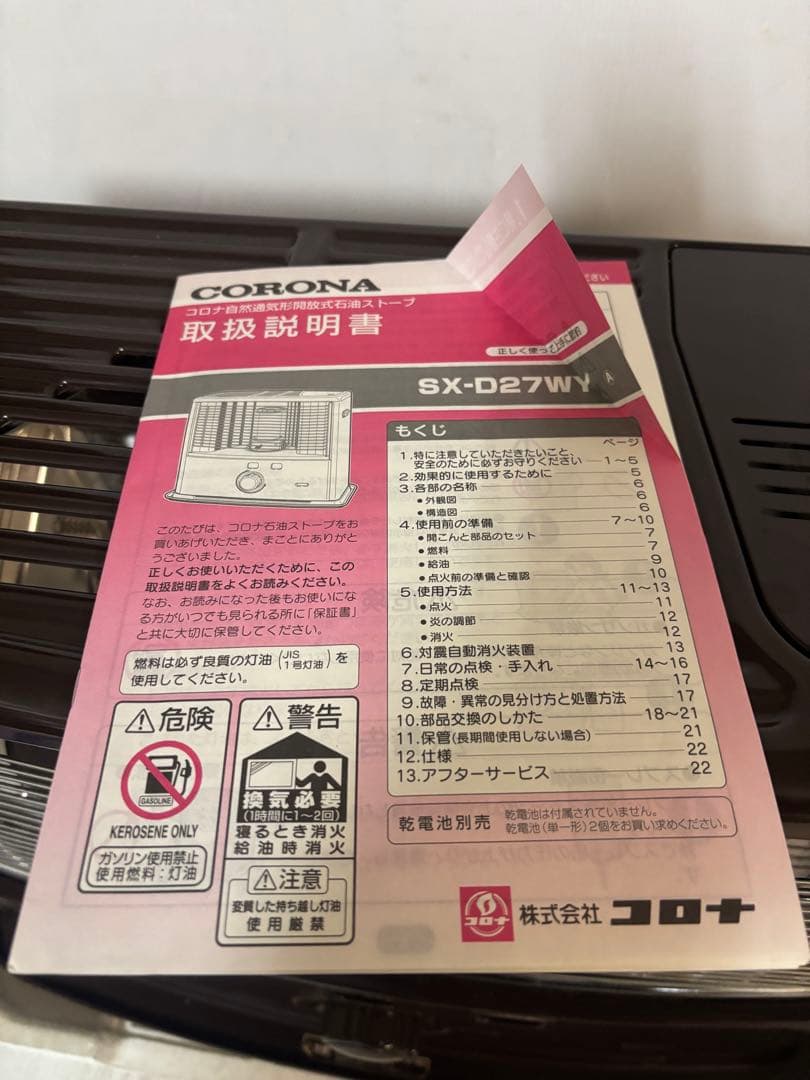 CORONA
コロナ自然通気形開放式石油ストーブ
取扱説明書
正しく使って上手に節約
ださい
SX-D27WY
A
このたびは、コロナ石油ストーブをお
買いあげいただき、まことにありがと
うございました。
正しくお使いいただくために、この
取扱説明書をよくお読みください。
なお、お読みになった後もお使いにな
る方がいつでも見られる所に「保証書」
と共に大切に保管してください。
燃料は必ず良質の灯油(JIS 1号灯油)を
使用してください。
危険
GASOLINE
KEROSENE ONLY
ガソリン使用禁止
使用燃料:灯油
警告
換気必要
(1時間に1~2回)
寝るとき消火
給油時消火
注意
変質した持ち越し灯油
使用厳禁
もくじ
ページ
1.特に注意していただきたいこと、
安全のために必ずお守りください 1~5
2.効果的に使用するために 5
3.各部の名称 6
●外観図 6
●構造図 6
4.使用前の準備 7~10
●開こんと部品のセット 7
●燃料 7
●給油 9
●点火前の準備と確認 10
5.使用方法 11~13
●点火 11
●炎の調節 12
●消火 12
6.対震自動消火装置 13
7.日常の点検・手入れ 14~16
8.定期点検 17
9.故障・異常の見分け方と処置方法 17
10.部品交換のしかた 18~21
11.保管(長期間使用しない場合) 21
12.仕様 22
13.アフターサービス 22
乾電池別売 乾電池は付属されていません。
乾電池(単一形)2個をお買い求めください。
コロナ
株式会社 コロナ